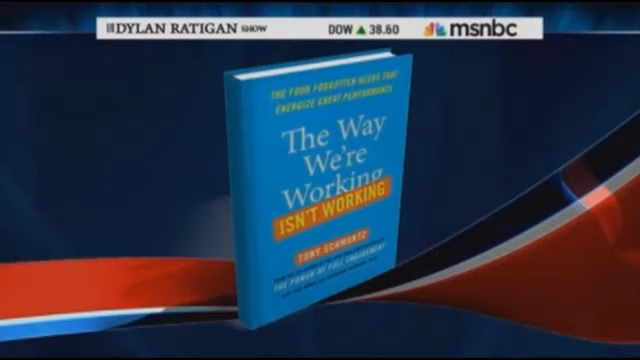 THE DYLAN RATIGAN SHOW
DOW ▲ 38.60
msnbc
THE FOUR FORGOTTEN NEEDS THAT
ENERGIZE GREAT PERFORMANCE
The Way
We're
Working
ISN'T WORKING
TONY SCHWARTZ
THE POWER OF FULL ENGAGEMENT